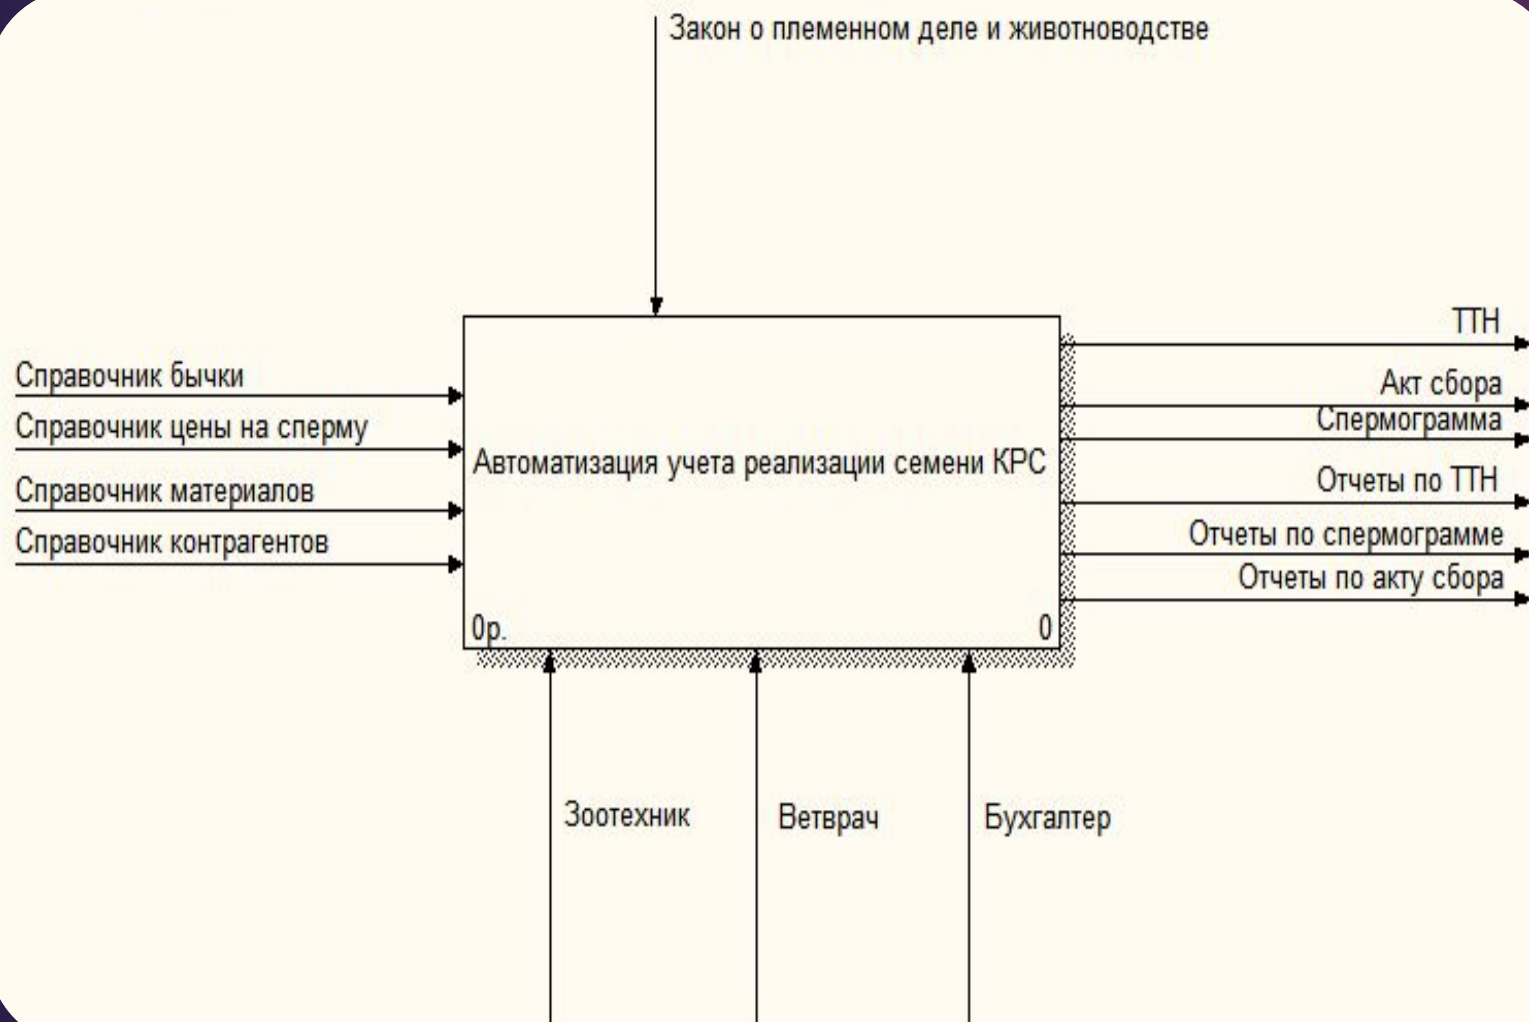 Закон о племенном деле и животноводстве
Справочник бычки
Справочник цены на сперму
Справочник материалов
Справочник контрагентов
Автоматизация учета реализации семени КРС
0р.
0
ТТН
Акт сбора
Спермограмма
Отчеты по ТТН
Отчеты по спермограмме
Отчеты по акту сбора
Зоотехник
Ветврач
Бухгалтер